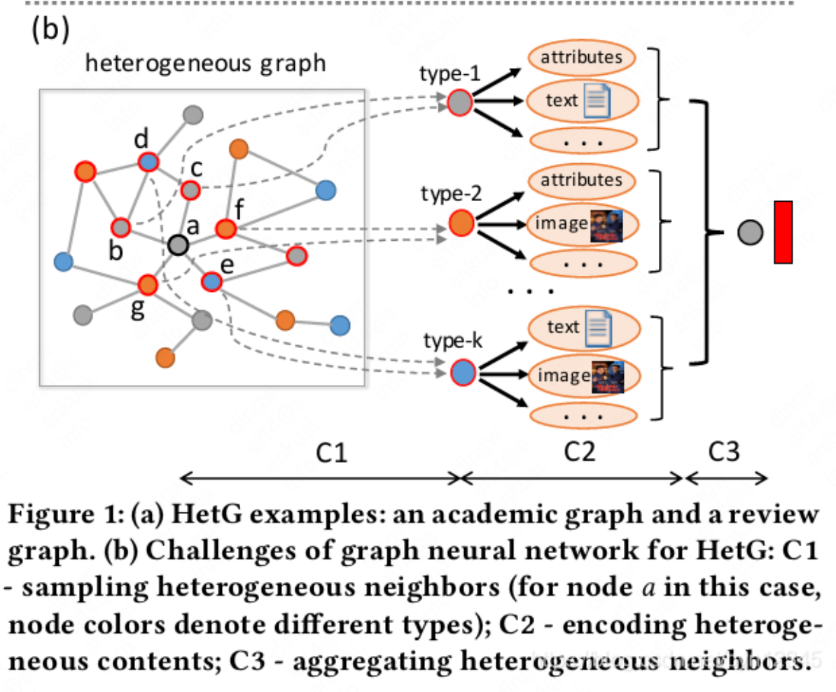 (b)
heterogeneous graph
d
c
a
f
b
e
g
type-1
attributes
text
. . .
type-2
attributes
image
. . .
. . .
type-k
text
image
. . .
C1
C2
C3
Figure 1: (a) HetG examples: an academic graph and a review
graph. (b) Challenges of graph neural network for HetG: C1
- sampling heterogeneous neighbors (for node a in this case,
node colors denote different types); C2 - encoding heteroge-
neous contents; C3 - aggregating heterogeneous neighbors.